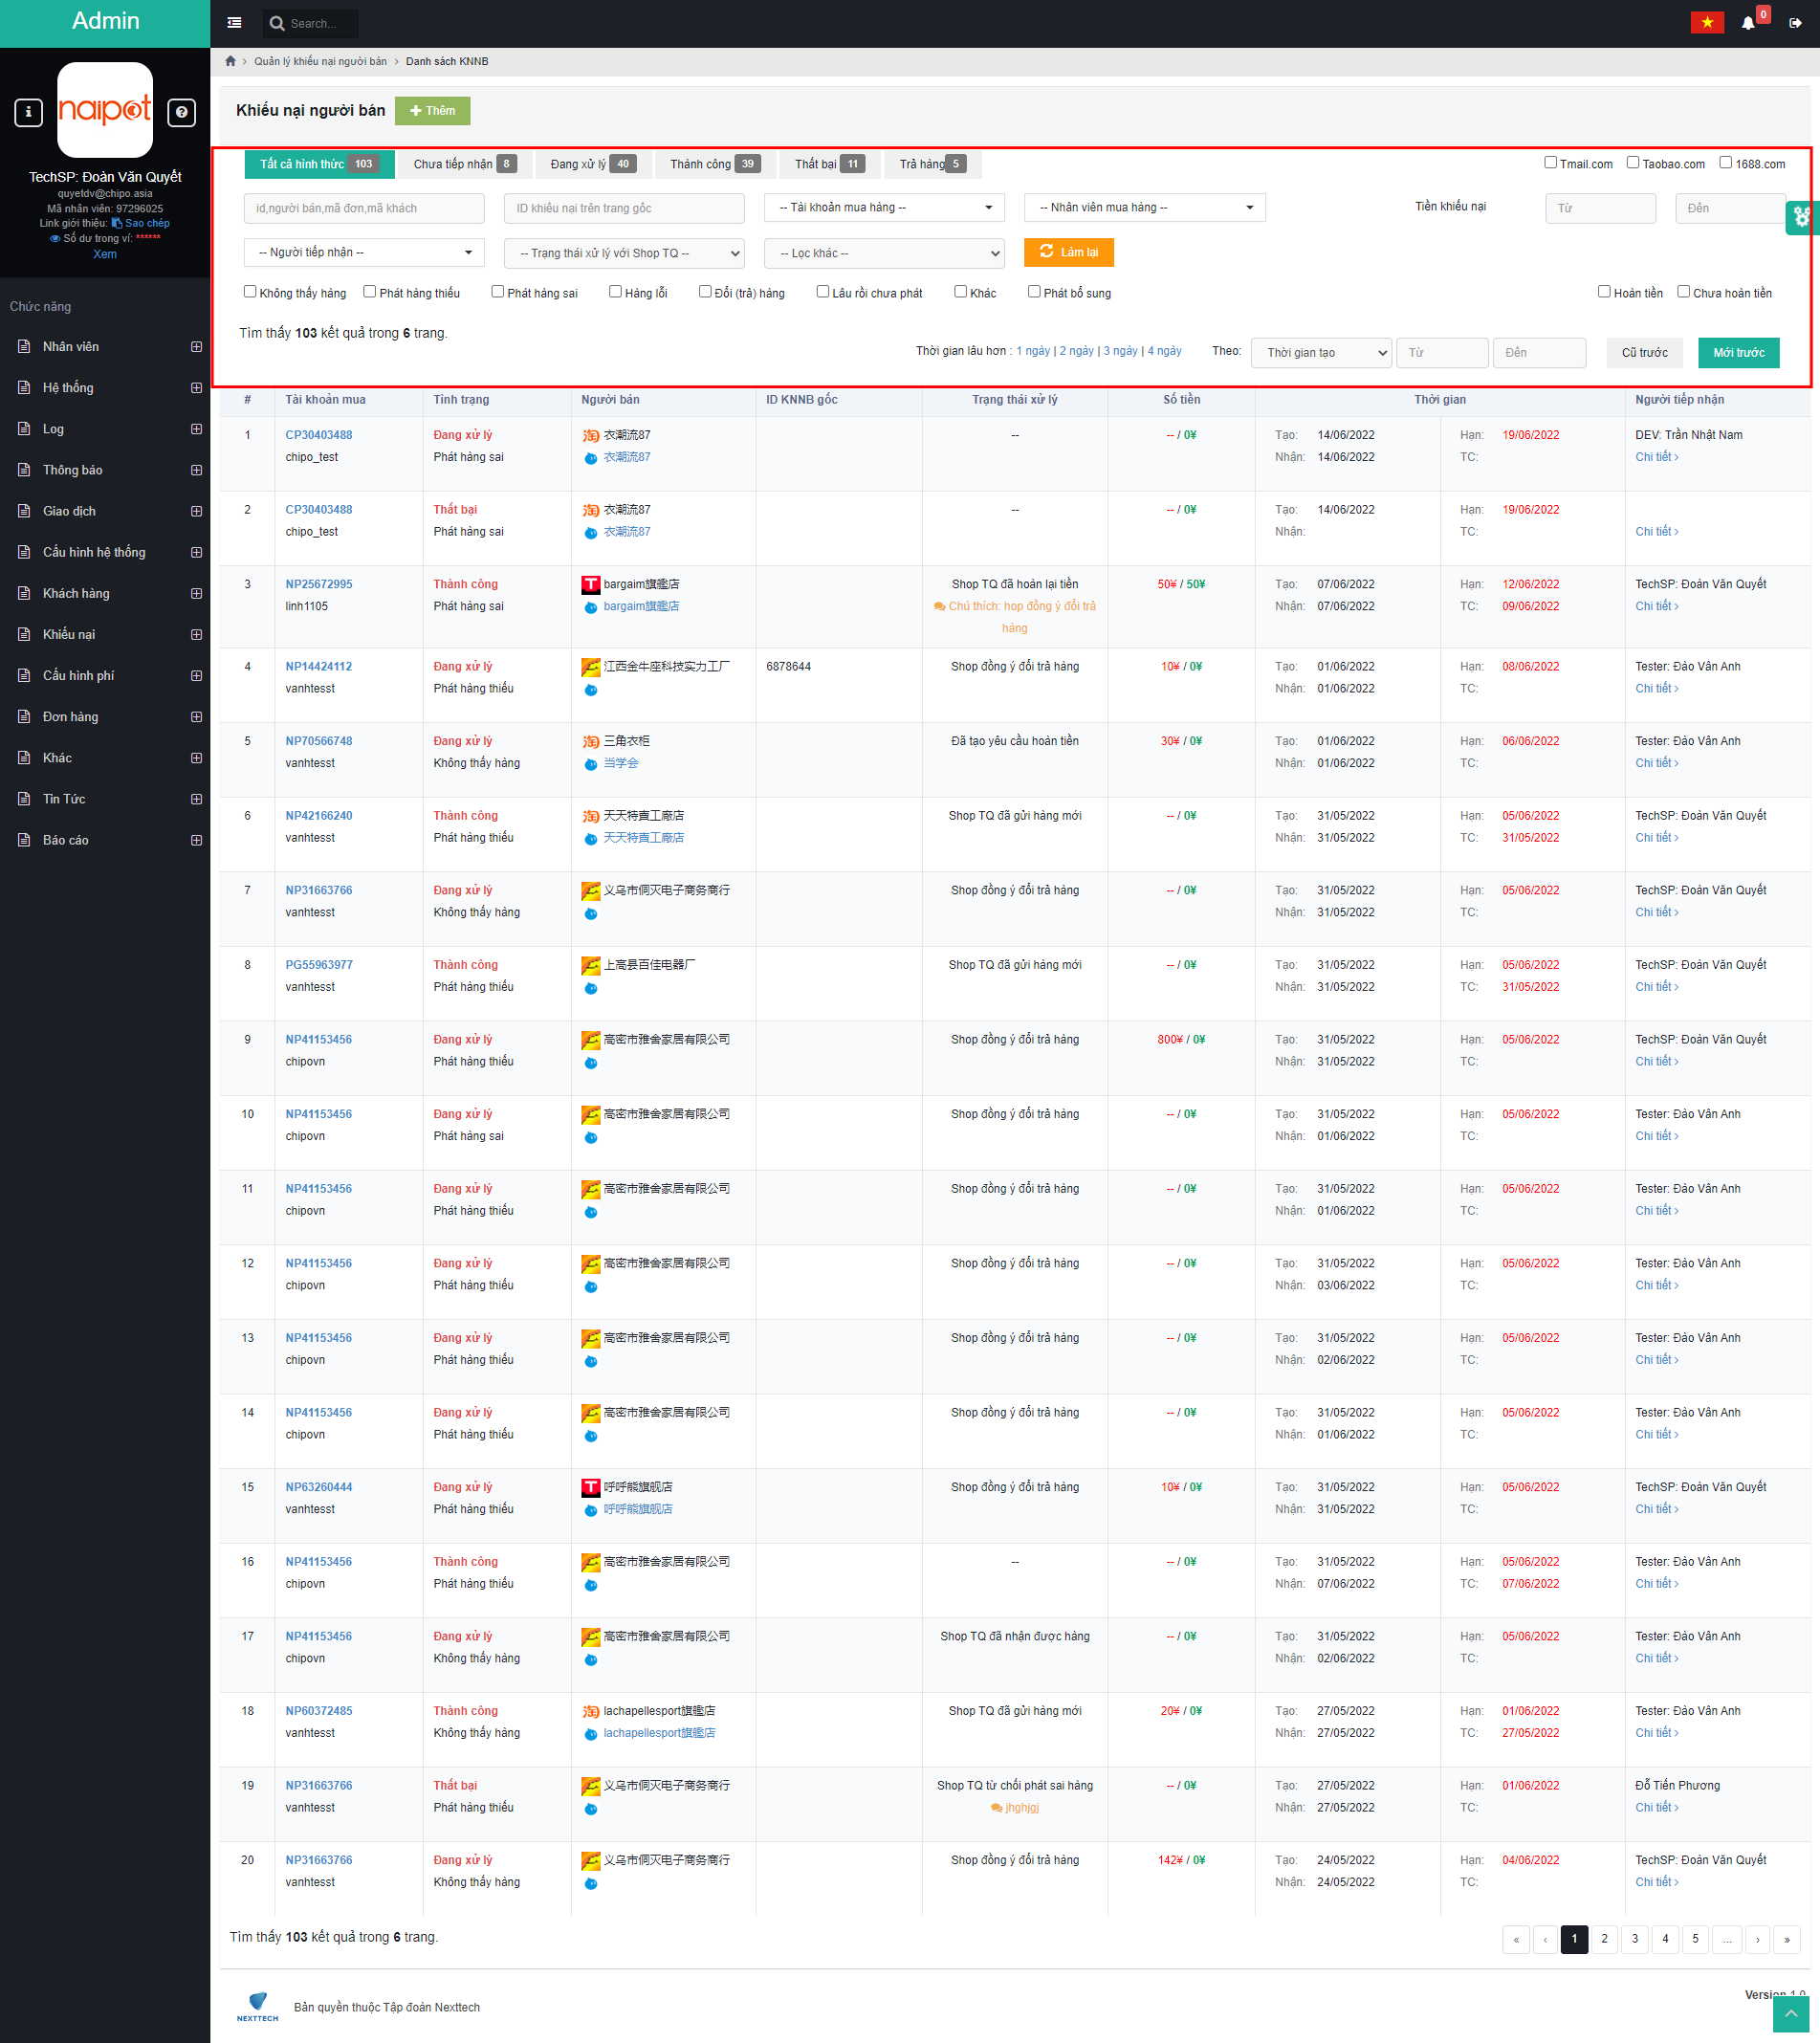 Admin
Search...
0
Quản lý khiếu nại người bán > Danh sách KNNB
naipot
TechSP: Đoàn Văn Quyết
quyetdv@chipo.asia
Mã nhân viên: 97296025
Link giới thiệu: Sao chép
Số dư trong ví: ******
Xem
Chức năng
Nhân viên
Hệ thống
Log
Thông báo
Giao dịch
Cấu hình hệ thống
Khách hàng
Khiếu nại
Cấu hình phí
Đơn hàng
Khác
Tin Tức
Báo cáo
Khiếu nại người bán + Thêm
Tất cả hình thức 103 Chưa tiếp nhận 8 Đang xử lý 40 Thành công 39 Thất bại 11 Trả hàng 5 Tmail.com Taobao.com 1688.com
id,người bán,mã đơn,mã khách ID khiếu nại trên trang gốc -- Tài khoản mua hàng -- -- Nhân viên mua hàng -- Tiền khiếu nại Từ Đến
-- Người tiếp nhận -- -- Trạng thái xử lý với Shop TQ -- -- Lọc khác -- Làm lại
Không thấy hàng Phát hàng thiếu Phát hàng sai Hàng lỗi Đổi (trả) hàng Lâu rồi chưa phát Khác Phát bổ sung Hoàn tiền Chưa hoàn tiền
Tìm thấy 103 kết quả trong 6 trang.
Thời gian lâu hơn : 1 ngày | 2 ngày | 3 ngày | 4 ngày Theo: Thời gian tạo Từ Đến Cũ trước Mới trước
# Tài khoản mua Tình trạng Người bán ID KNNB gốc Trạng thái xử lý Số tiền Thời gian Người tiếp nhận
1 CP30403488 Đang xử lý 衣潮流87 -- -- / 0¥ Tạo: 14/06/2022 Hạn: 19/06/2022 DEV: Trần Nhật Nam
chipo_test Phát hàng sai 衣潮流87 Nhận: 14/06/2022 TC: Chi tiết ›
2 CP30403488 Thất bại 衣潮流87 -- -- / 0¥ Tạo: 14/06/2022 Hạn: 19/06/2022
chipo_test Phát hàng sai 衣潮流87 Nhận: TC: Chi tiết ›
3 NP25672995 Thành công bargaim旗艦店 Shop TQ đã hoàn lại tiền 50¥ / 50¥ Tạo: 07/06/2022 Hạn: 12/06/2022 TechSP: Đoàn Văn Quyết
linh1105 Phát hàng sai bargaim旗艦店 Chú thích: hop đồng ý đổi trả Nhận: 07/06/2022 TC: 09/06/2022 Chi tiết ›
hàng
4 NP14424112 Đang xử lý 江西金牛座科技实力工厂 6878644 Shop đồng ý đổi trả hàng 10¥ / 0¥ Tạo: 01/06/2022 Hạn: 08/06/2022 Tester: Đào Vân Anh
vanhtesst Phát hàng thiếu Nhận: 01/06/2022 TC: Chi tiết ›
5 NP70566748 Đang xử lý 三角衣柜 Đã tạo yêu cầu hoàn tiền 30¥ / 0¥ Tạo: 01/06/2022 Hạn: 06/06/2022 Tester: Đào Vân Anh
vanhtesst Không thấy hàng 当学会 Nhận: 01/06/2022 TC: Chi tiết ›
6 NP42166240 Thành công 天天特賣工廠店 Shop TQ đã gửi hàng mới -- / 0¥ Tạo: 31/05/2022 Hạn: 05/06/2022 TechSP: Đoàn Văn Quyết
vanhtesst Phát hàng thiếu 天天特賣工廠店 Nhận: 31/05/2022 TC: 31/05/2022 Chi tiết ›
7 NP31663766 Đang xử lý 义乌市侗灭电子商务商行 Shop đồng ý đổi trả hàng -- / 0¥ Tạo: 31/05/2022 Hạn: 05/06/2022 TechSP: Đoàn Văn Quyết
vanhtesst Không thấy hàng Nhận: 31/05/2022 TC: Chi tiết ›
8 PG55963977 Thành công 上高县百佳电器厂 Shop TQ đã gửi hàng mới -- / 0¥ Tạo: 31/05/2022 Hạn: 05/06/2022 TechSP: Đoàn Văn Quyết
vanhtesst Phát hàng thiếu Nhận: 31/05/2022 TC: 31/05/2022 Chi tiết ›
9 NP41153456 Đang xử lý 高密市雅舍家居有限公司 Shop đồng ý đổi trả hàng 800¥ / 0¥ Tạo: 31/05/2022 Hạn: 05/06/2022 TechSP: Đoàn Văn Quyết
chipovn Phát hàng thiếu Nhận: 31/05/2022 TC: Chi tiết ›
10 NP41153456 Đang xử lý 高密市雅舍家居有限公司 Shop đồng ý đổi trả hàng -- / 0¥ Tạo: 31/05/2022 Hạn: 05/06/2022 Tester: Đào Vân Anh
chipovn Phát hàng sai Nhận: 01/06/2022 TC: Chi tiết ›
11 NP41153456 Đang xử lý 高密市雅舍家居有限公司 Shop đồng ý đổi trả hàng -- / 0¥ Tạo: 31/05/2022 Hạn: 05/06/2022 Tester: Đào Vân Anh
chipovn Phát hàng thiếu Nhận: 01/06/2022 TC: Chi tiết ›
12 NP41153456 Đang xử lý 高密市雅舍家居有限公司 Shop đồng ý đổi trả hàng -- / 0¥ Tạo: 31/05/2022 Hạn: 05/06/2022 Tester: Đào Vân Anh
chipovn Phát hàng thiếu Nhận: 03/06/2022 TC: Chi tiết ›
13 NP41153456 Đang xử lý 高密市雅舍家居有限公司 Shop đồng ý đổi trả hàng -- / 0¥ Tạo: 31/05/2022 Hạn: 05/06/2022 Tester: Đào Vân Anh
chipovn Phát hàng thiếu Nhận: 02/06/2022 TC: Chi tiết ›
14 NP41153456 Đang xử lý 高密市雅舍家居有限公司 Shop đồng ý đổi trả hàng -- / 0¥ Tạo: 31/05/2022 Hạn: 05/06/2022 Tester: Đào Vân Anh
chipovn Phát hàng thiếu Nhận: 01/06/2022 TC: Chi tiết ›
15 NP63260444 Đang xử lý 呼呼熊旗舰店 Shop đồng ý đổi trả hàng 10¥ / 0¥ Tạo: 31/05/2022 Hạn: 05/06/2022 TechSP: Đoàn Văn Quyết
vanhtesst Phát hàng thiếu 呼呼熊旗舰店 Nhận: 31/05/2022 TC: Chi tiết ›
16 NP41153456 Thành công 高密市雅舍家居有限公司 -- -- / 0¥ Tạo: 31/05/2022 Hạn: 05/06/2022 Tester: Đào Vân Anh
chipovn Phát hàng thiếu Nhận: 07/06/2022 TC: 07/06/2022 Chi tiết ›
17 NP41153456 Đang xử lý 高密市雅舍家居有限公司 Shop TQ đã nhận được hàng -- / 0¥ Tạo: 31/05/2022 Hạn: 05/06/2022 Tester: Đào Vân Anh
chipovn Không thấy hàng Nhận: 02/06/2022 TC: Chi tiết ›
18 NP60372485 Thành công lachapellesport旗艦店 Shop TQ đã gửi hàng mới 20¥ / 0¥ Tạo: 27/05/2022 Hạn: 01/06/2022 Tester: Đào Vân Anh
vanhtesst Không thấy hàng lachapellesport旗艦店 Nhận: 27/05/2022 TC: 27/05/2022 Chi tiết ›
19 NP31663766 Thất bại 义乌市侗灭电子商务商行 Shop TQ từ chối phát sai hàng -- / 0¥ Tạo: 27/05/2022 Hạn: 01/06/2022 Đỗ Tiến Phương
vanhtesst Phát hàng thiếu jhghjgj Nhận: 27/05/2022 TC: Chi tiết ›
20 NP31663766 Đang xử lý 义乌市侗灭电子商务商行 Shop đồng ý đổi trả hàng 142¥ / 0¥ Tạo: 24/05/2022 Hạn: 04/06/2022 TechSP: Đoàn Văn Quyết
vanhtesst Không thấy hàng Nhận: 24/05/2022 TC: Chi tiết ›
Tìm thấy 103 kết quả trong 6 trang. « ‹ 1 2 3 4 5 ... › »
NEXTTECH Bản quyền thuộc Tập đoàn Nexttech Version 1.0